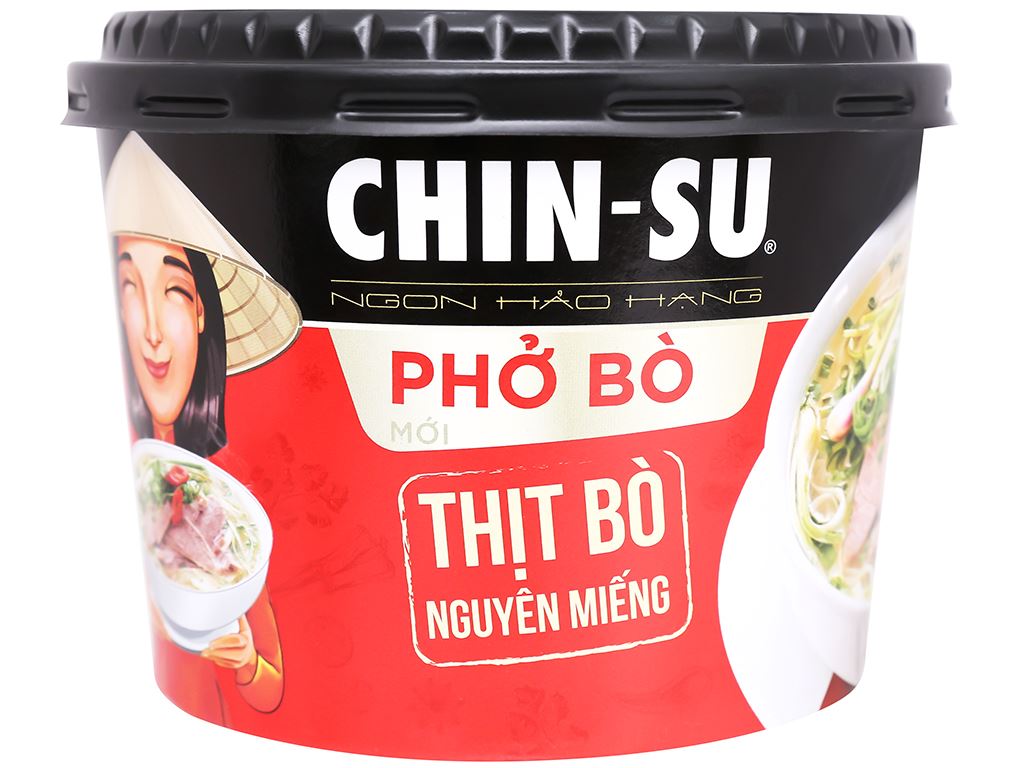 CHIN-SU®
NGON HẢO HẠNG
PHỞ BÒ
MỚI
THỊT BÒ
NGUYÊN MIẾNG